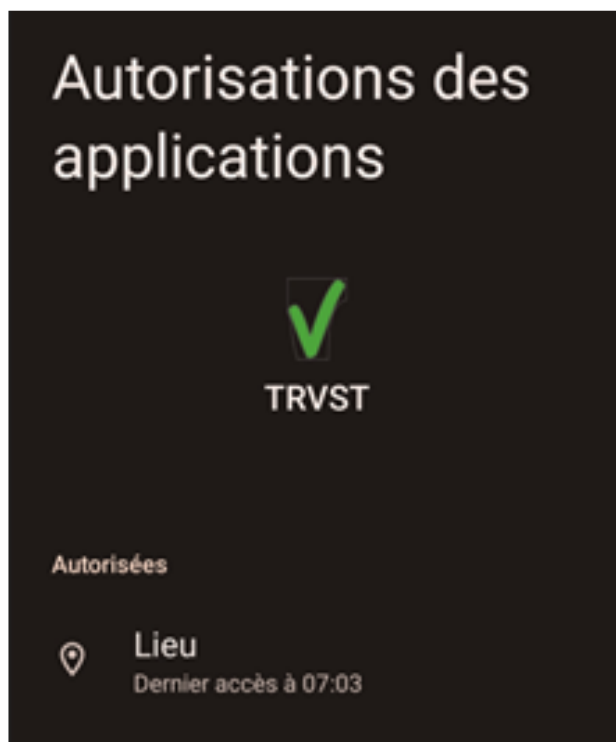 Autorisations des
applications
TRVST
Autorisées
Lieu
Dernier accès à 07:03